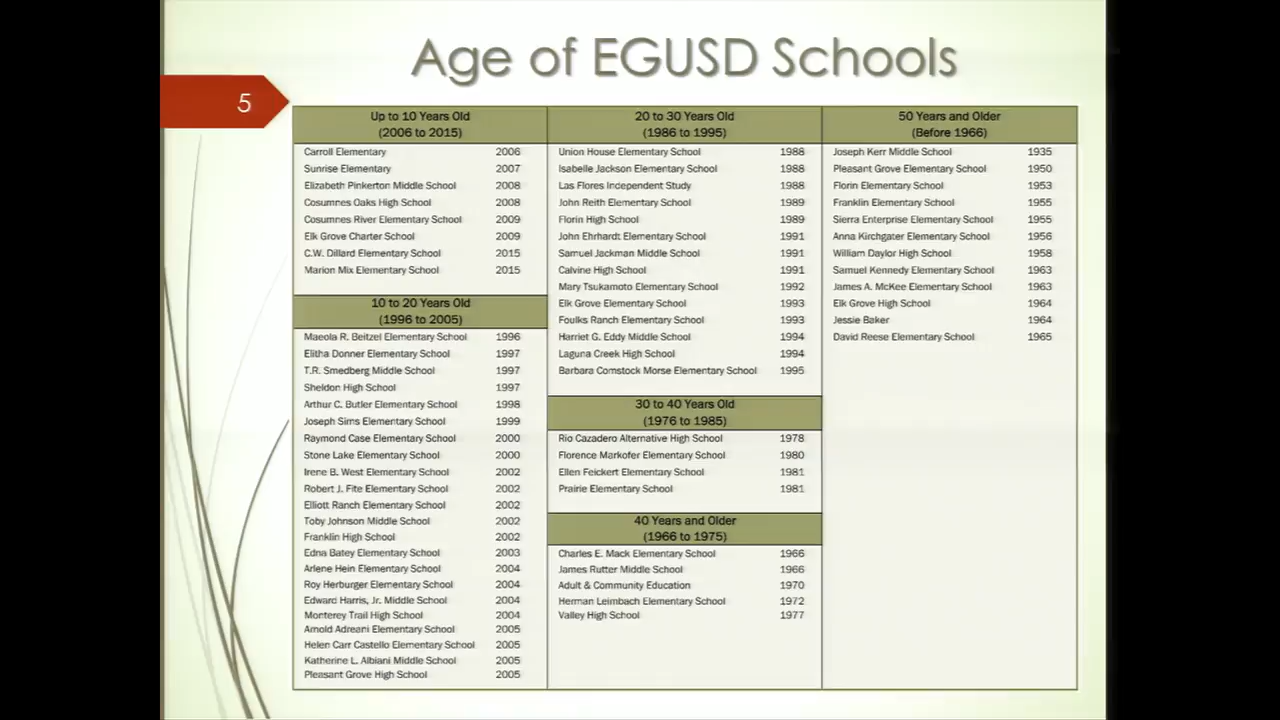 Age of EGUSD Schools
5
Up to 10 Years Old
(2006 to 2015)
Carroll Elementary 2006
Sunrise Elementary 2007
Elizabeth Pinkerton Middle School 2008
Cosumnes Oaks High School 2008
Cosumnes River Elementary School 2009
Elk Grove Charter School 2009
C.W. Dillard Elementary School 2015
Marion Mix Elementary School 2015
10 to 20 Years Old
(1996 to 2005)
Maeola R. Beitzel Elementary School 1996
Elitha Donner Elementary School 1997
T.R. Smedberg Middle School 1997
Sheldon High School 1997
Arthur C. Butler Elementary School 1998
Joseph Sims Elementary School 1999
Raymond Case Elementary School 2000
Stone Lake Elementary School 2000
Irene B. West Elementary School 2002
Robert J. Fite Elementary School 2002
Elliott Ranch Elementary School 2002
Toby Johnson Middle School 2002
Franklin High School 2002
Edna Batey Elementary School 2003
Arlene Hein Elementary School 2004
Roy Herburger Elementary School 2004
Edward Harris, Jr. Middle School 2004
Monterey Trail High School 2004
Arnold Adreani Elementary School 2005
Helen Carr Castello Elementary School 2005
Katherine L. Albiani Middle School 2005
Pleasant Grove High School 2005
20 to 30 Years Old
(1986 to 1995)
Union House Elementary School 1988
Isabelle Jackson Elementary School 1988
Las Flores Independent Study 1988
John Reith Elementary School 1989
Florin High School 1989
John Ehrhardt Elementary School 1991
Samuel Jackman Middle School 1991
Calvine High School 1991
Mary Tsukamoto Elementary School 1992
Elk Grove Elementary School 1993
Foulks Ranch Elementary School 1993
Harriet G. Eddy Middle School 1994
Laguna Creek High School 1994
Barbara Comstock Morse Elementary School 1995
30 to 40 Years Old
(1976 to 1985)
Rio Cazadero Alternative High School 1978
Florence Markofer Elementary School 1980
Ellen Feickert Elementary School 1981
Prairie Elementary School 1981
40 Years and Older
(1966 to 1975)
Charles E. Mack Elementary School 1966
James Rutter Middle School 1966
Adult & Community Education 1970
Herman Leimbach Elementary School 1972
Valley High School 1977
50 Years and Older
(Before 1966)
Joseph Kerr Middle School 1935
Pleasant Grove Elementary School 1950
Florin Elementary School 1953
Franklin Elementary School 1955
Sierra Enterprise Elementary School 1955
Anna Kirchgater Elementary School 1956
William Daylor High School 1958
Samuel Kennedy Elementary School 1963
James A. McKee Elementary School 1963
Elk Grove High School 1964
Jessie Baker 1964
David Reese Elementary School 1965